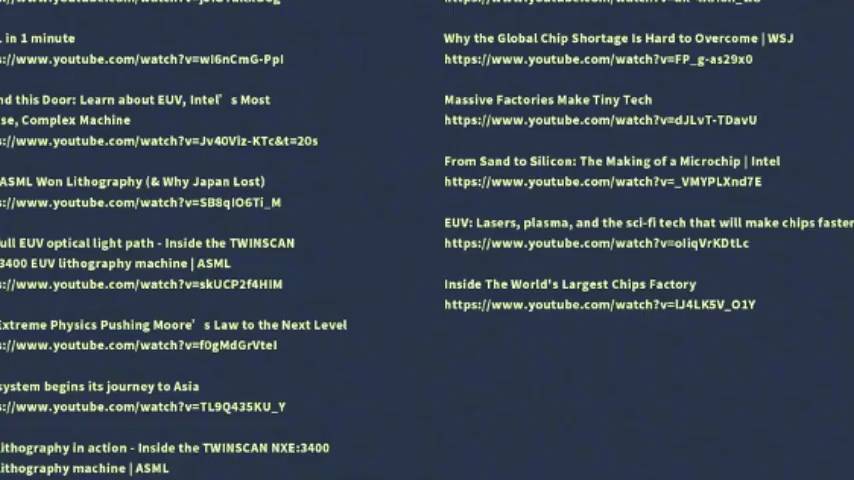 in 1 minute
://www.youtube.com/watch?v=wI6nCmG-PpI
this Door: Learn about EUV, Intel’s Most
Complex Machine
://www.youtube.com/watch?v=Jv40Viz-KTc&t=20s
ASML Won Lithography (& Why Japan Lost)
://www.youtube.com/watch?v=SB8qIO6Ti_M
EUV optical light path - Inside the TWINSCAN
3400 EUV lithography machine | ASML
://www.youtube.com/watch?v=skUCP2f4HIM
Extreme Physics Pushing Moore’s Law to the Next Level
://www.youtube.com/watch?v=f0gMdGrVteI
system begins its journey to Asia
://www.youtube.com/watch?v=TL9Q435KU_Y
ithography in action - Inside the TWINSCAN NXE:3400
lithography machine | ASML
Why the Global Chip Shortage Is Hard to Overcome | WSJ
https://www.youtube.com/watch?v=FP_g-as29x0
Massive Factories Make Tiny Tech
https://www.youtube.com/watch?v=dJLvT-TDavU
From Sand to Silicon: The Making of a Microchip | Intel
https://www.youtube.com/watch?v=_VMYPLXnd7E
EUV: Lasers, plasma, and the sci-fi tech that will make chips faster
https://www.youtube.com/watch?v=oIiqVrKDtLc
Inside The World's Largest Chips Factory
https://www.youtube.com/watch?v=lJ4LK5V_O1Y